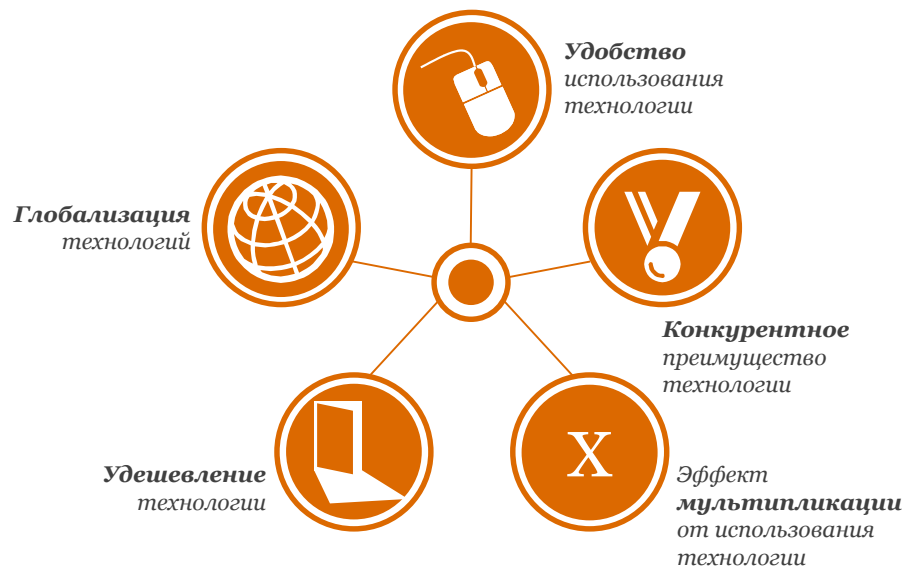 Удобство
использования
технологии
Глобализация
технологий
Конкурентное
преимущество
технологии
X
Удешевление
технологии
Эффект
мультипликации
от использования
технологии